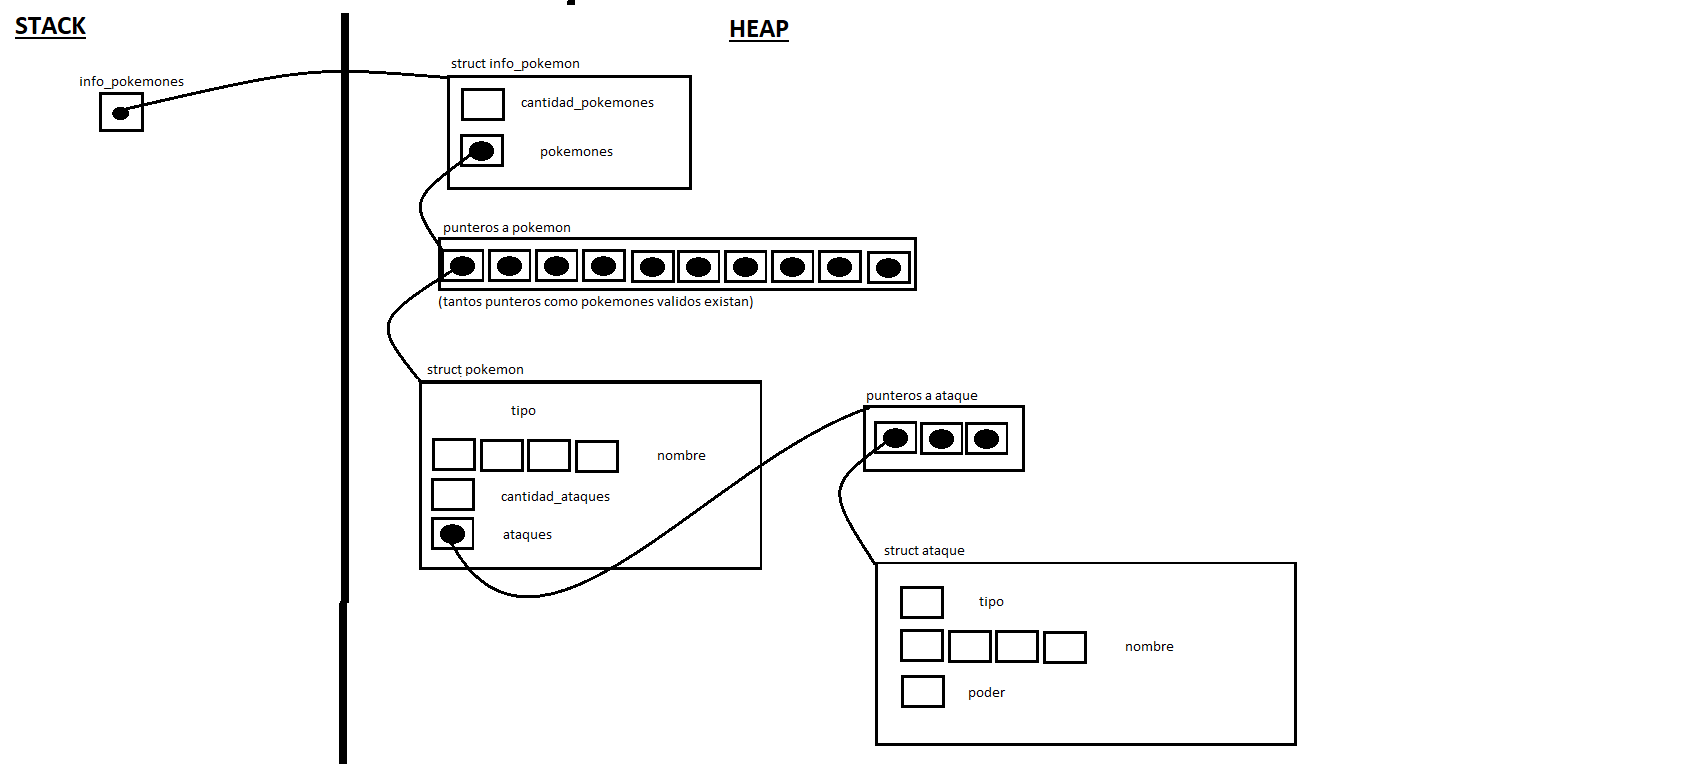 STACK
HEAP
info_pokemones
struct info_pokemon
cantidad_pokemones
pokemones
punteros a pokemon
(tantos punteros como pokemones validos existan)
struct pokemon
tipo
nombre
cantidad_ataques
ataques
punteros a ataque
struct ataque
tipo
nombre
poder